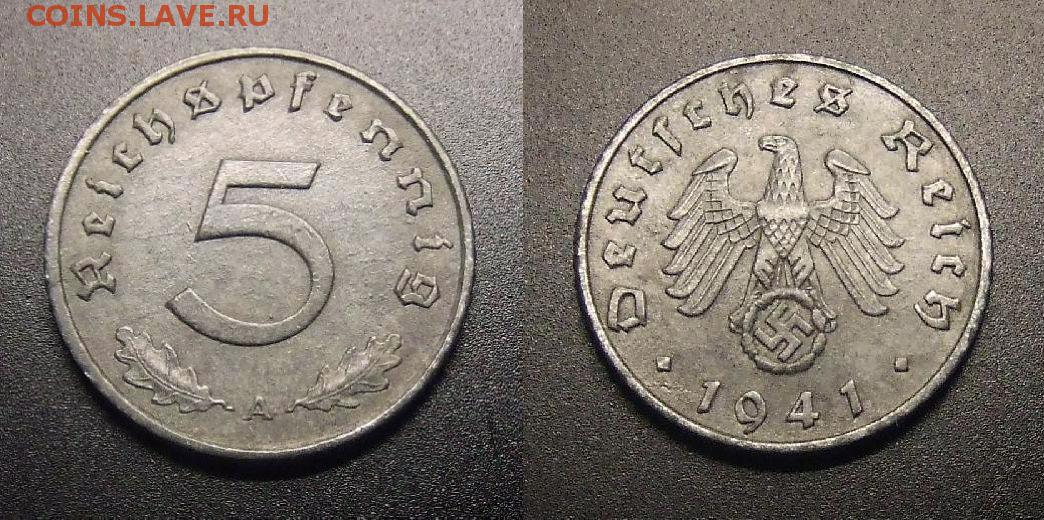 COINS.LAVE.RU
Reichspfennig
5
A
Deutsches Reich
1941